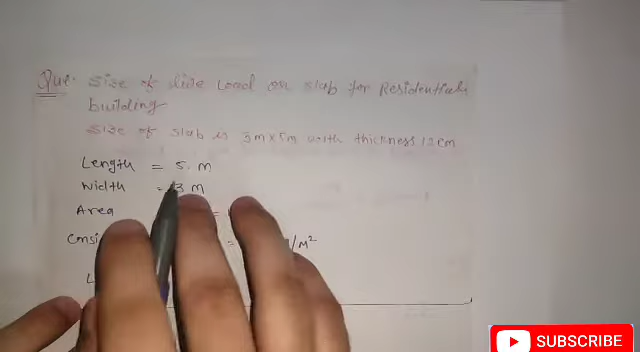 Que: Size of live Load on slab for Residentials
building
Size of slab is 3m x 5m with thickness 12cm
Length = 5. m
Width = 3 m
Area =
= /M²
SUBSCRIBE